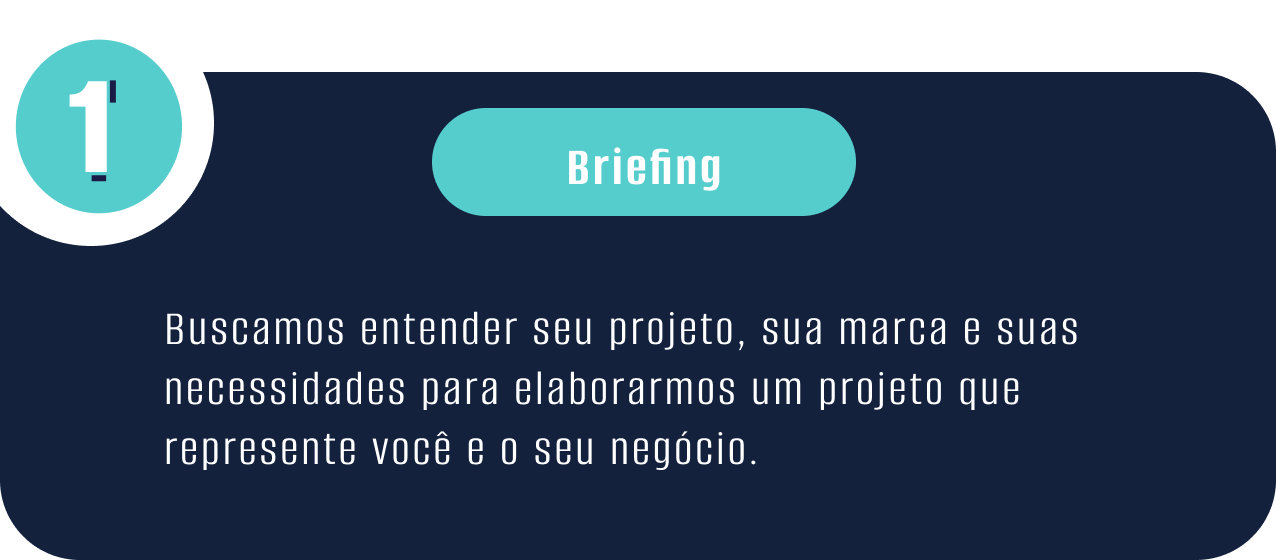 1
Briefing
Buscamos entender seu projeto, sua marca e suas
necessidades para elaborarmos um projeto que
represente você e o seu negócio.